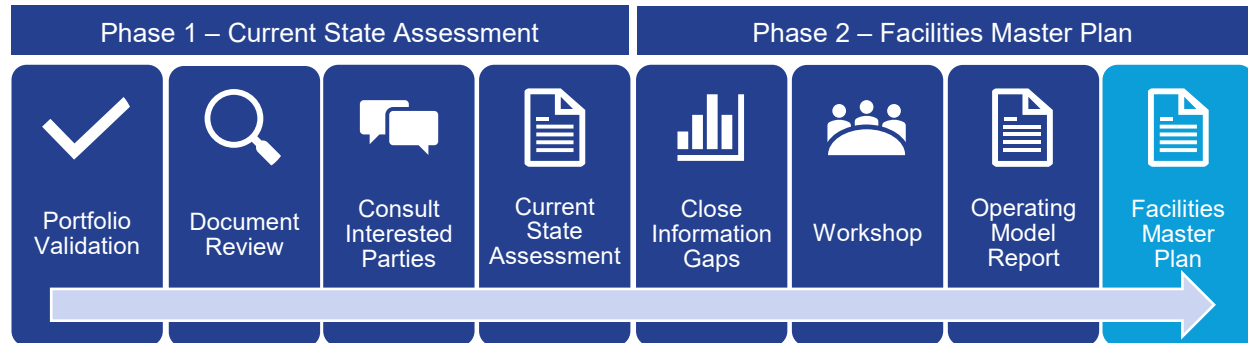 Phase 1 – Current State Assessment
Phase 2 – Facilities Master Plan
Portfolio
Validation
Document
Review
Consult
Interested
Parties
Current
State
Assessment
Close
Information
Gaps
Workshop
Operating
Model
Report
Facilities
Master
Plan